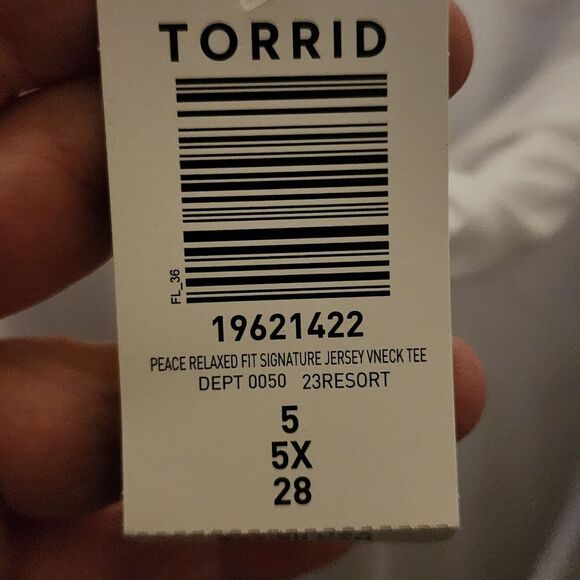 TORRID
FL_36
19621422
PEACE RELAXED FIT SIGNATURE JERSEY VNECK TEE
DEPT 0050 23RESORT
5
5X
28